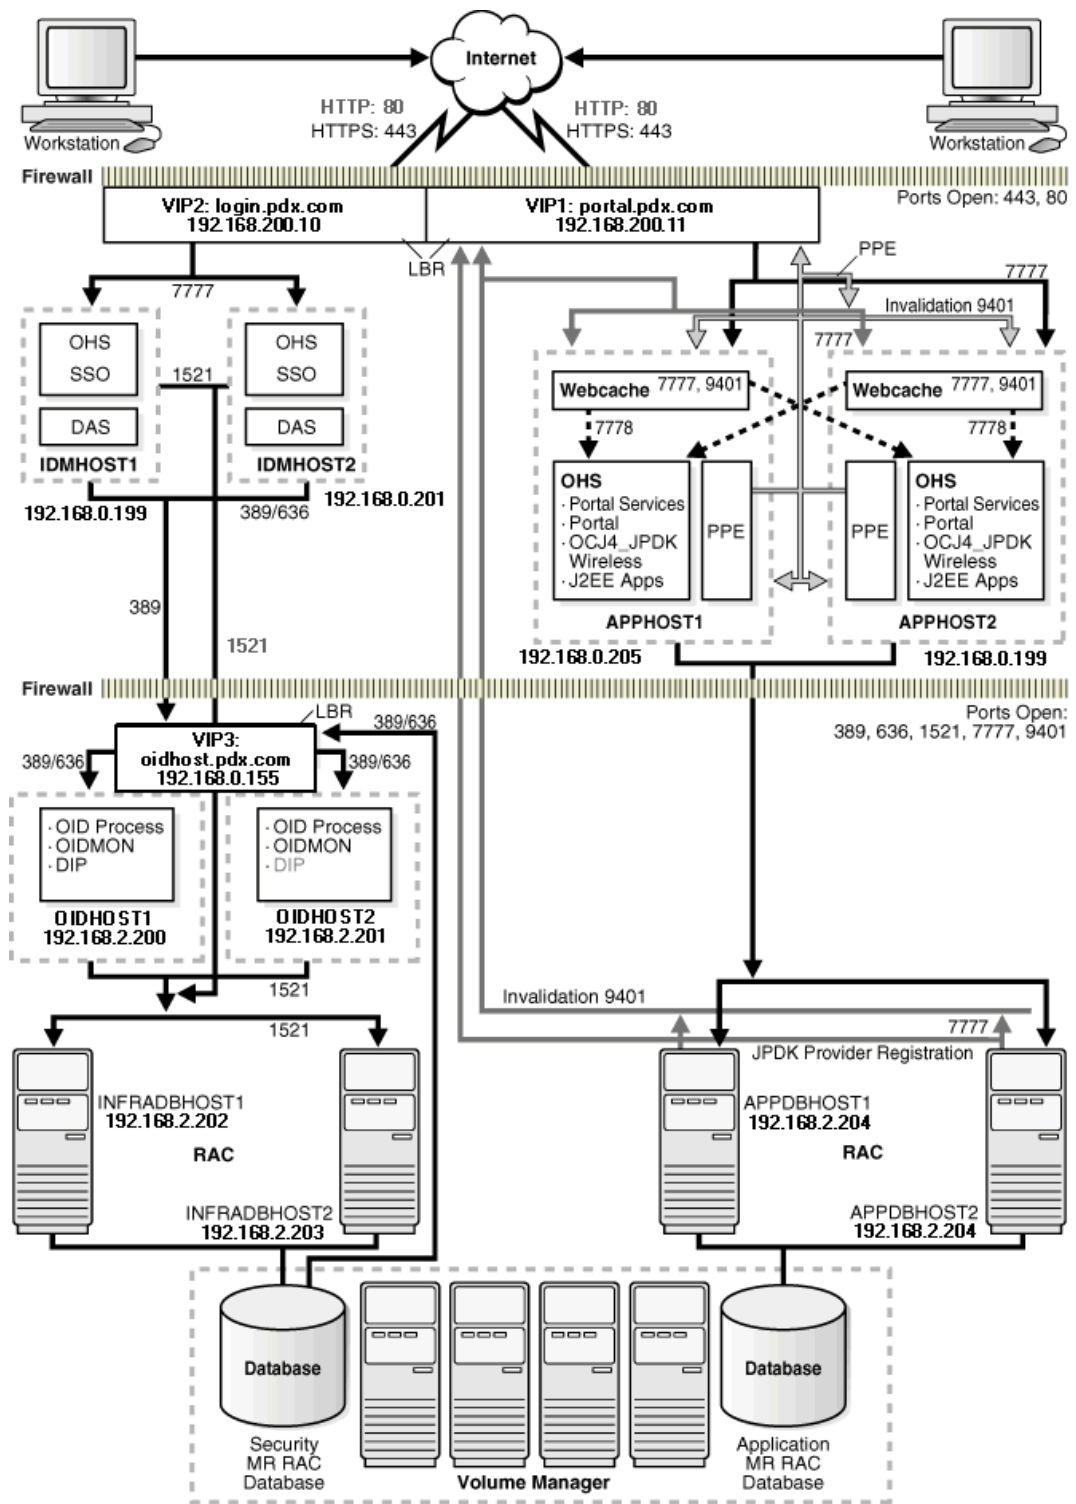 Internet
HTTP: 80
HTTPS: 443
HTTP: 80
HTTPS: 443
Workstation
Workstation
Firewall
Ports Open: 443, 80
VIP2: login.pdx.com
192.168.200.10
VIP1: portal.pdx.com
192.168.200.11
LBR
PPE
7777
7777
Invalidation 9401
7777
OHS
SSO
DAS
IDMHOST1
192.168.0.199
1521
OHS
SSO
DAS
IDMHOST2
192.168.0.201
389/636
Webcache 7777, 9401
7778
OHS
· Portal Services
· Portal
· OCJ4_JPDK
Wireless
· J2EE Apps
PPE
APPHOST1
192.168.0.205
Webcache 7777, 9401
7778
PPE
OHS
· Portal Services
· Portal
· OCJ4_JPDK
Wireless
· J2EE Apps
APPHOST2
192.168.0.199
389
1521
Firewall
Ports Open:
389, 636, 1521, 7777, 9401
LBR
389/636
VIP3:
oidhost.pdx.com
192.168.0.155
389/636
389/636
· OID Process
· OIDMON
· DIP
OIDHOST1
192.168.2.200
· OID Process
· OIDMON
· DIP
OIDHOST2
192.168.2.201
1521
1521
Invalidation 9401
7777
JPDK Provider Registration
INFRADBHOST1
192.168.2.202
RAC
INFRADBHOST2
192.168.2.203
APPDBHOST1
192.168.2.204
RAC
APPDBHOST2
192.168.2.204
Database
Security
MR RAC
Database
Volume Manager
Database
Application
MR RAC
Database